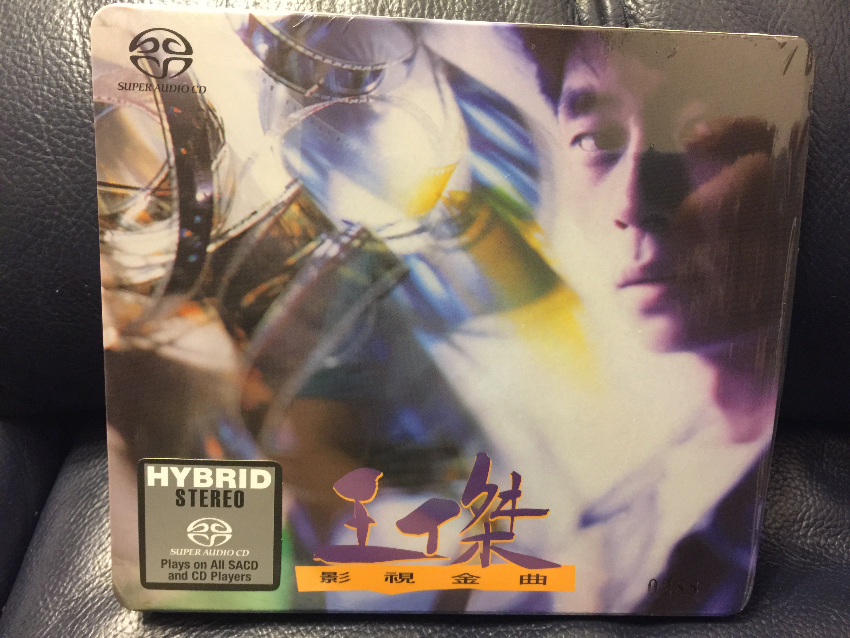 SUPER AUDIO CD
HYBRID
STEREO
SUPER AUDIO CD
Plays on All SACD
and CD Players
王傑
影視金曲